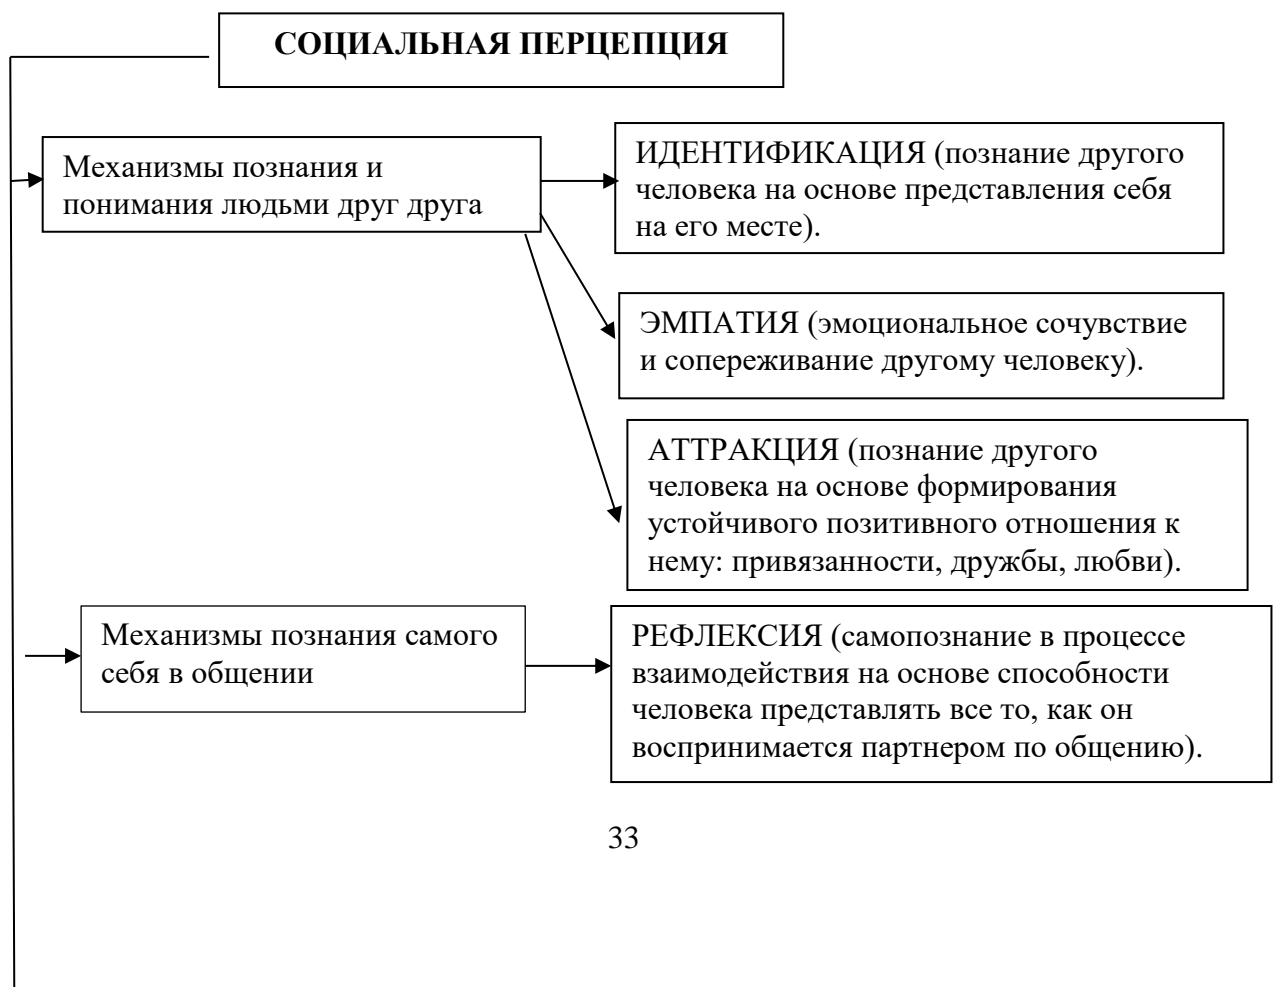 СОЦИАЛЬНАЯ ПЕРЦЕПЦИЯ
Механизмы познания и
понимания людьми друг друга
ИДЕНТИФИКАЦИЯ (познание другого
человека на основе представления себя
на его месте).
ЭМПАТИЯ (эмоциональное сочувствие
и сопереживание другому человеку).
АТТРАКЦИЯ (познание другого
человека на основе формирования
устойчивого позитивного отношения к
нему: привязанности, дружбы, любви).
Механизмы познания самого
себя в общении
РЕФЛЕКСИЯ (самопознание в процессе
взаимодействия на основе способности
человека представлять все то, как он
воспринимается партнером по общению).
33